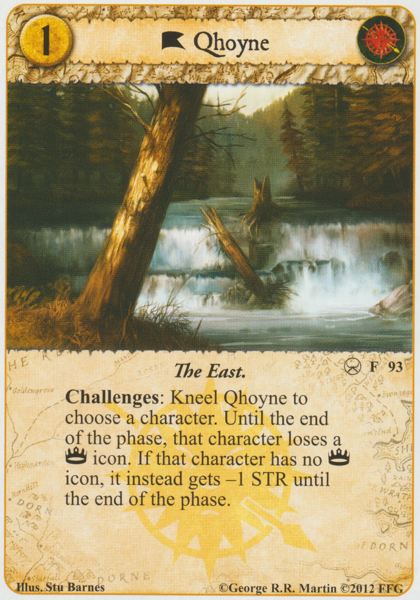 1
Qhoyne
The East.
F 93
Challenges: Kneel Qhoyne to
choose a character. Until the end
of the phase, that character loses a
icon. If that character has no
icon, it instead gets –1 STR until
the end of the phase.
DORNE
Illus. Stu Barnes
©George R.R. Martin ©2012 FFG